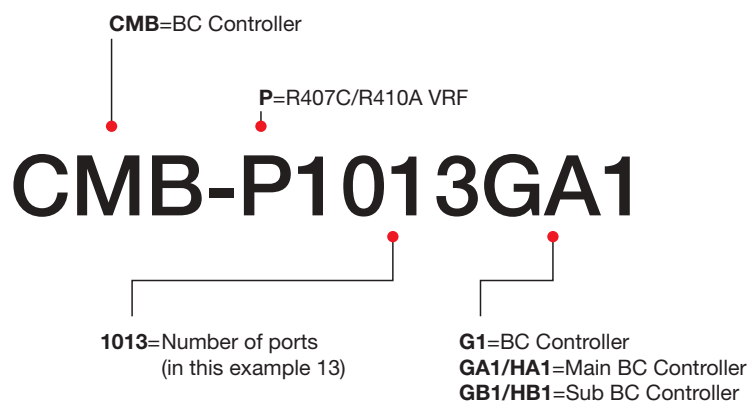 CMB=BC Controller
P=R407C/R410A VRF
CMB-P1013GA1
1013=Number of ports
(in this example 13)
G1=BC Controller
GA1/HA1=Main BC Controller
GB1/HB1=Sub BC Controller